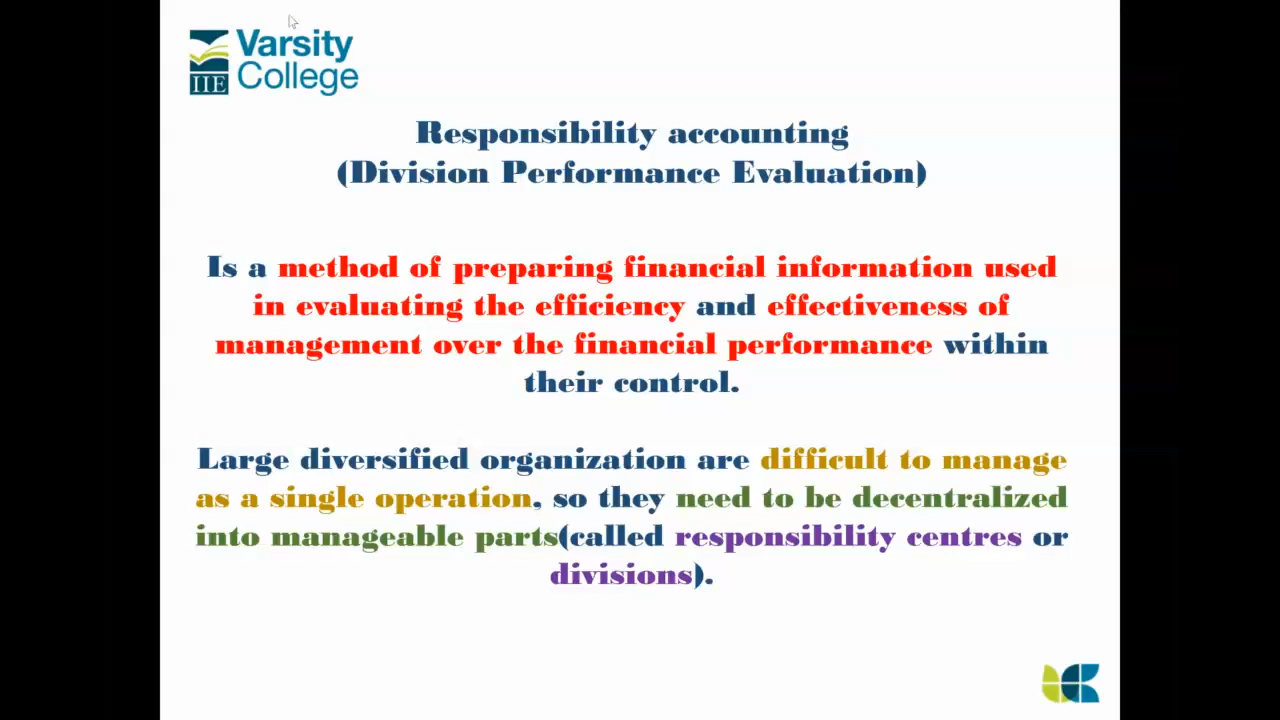 Varsity
College
IIE
Responsibility accounting
(Division Performance Evaluation)
Is a method of preparing financial information used
in evaluating the efficiency and effectiveness of
management over the financial performance within
their control.
Large diversified organization are difficult to manage
as a single operation, so they need to be decentralized
into manageable parts(called responsibility centres or
divisions).